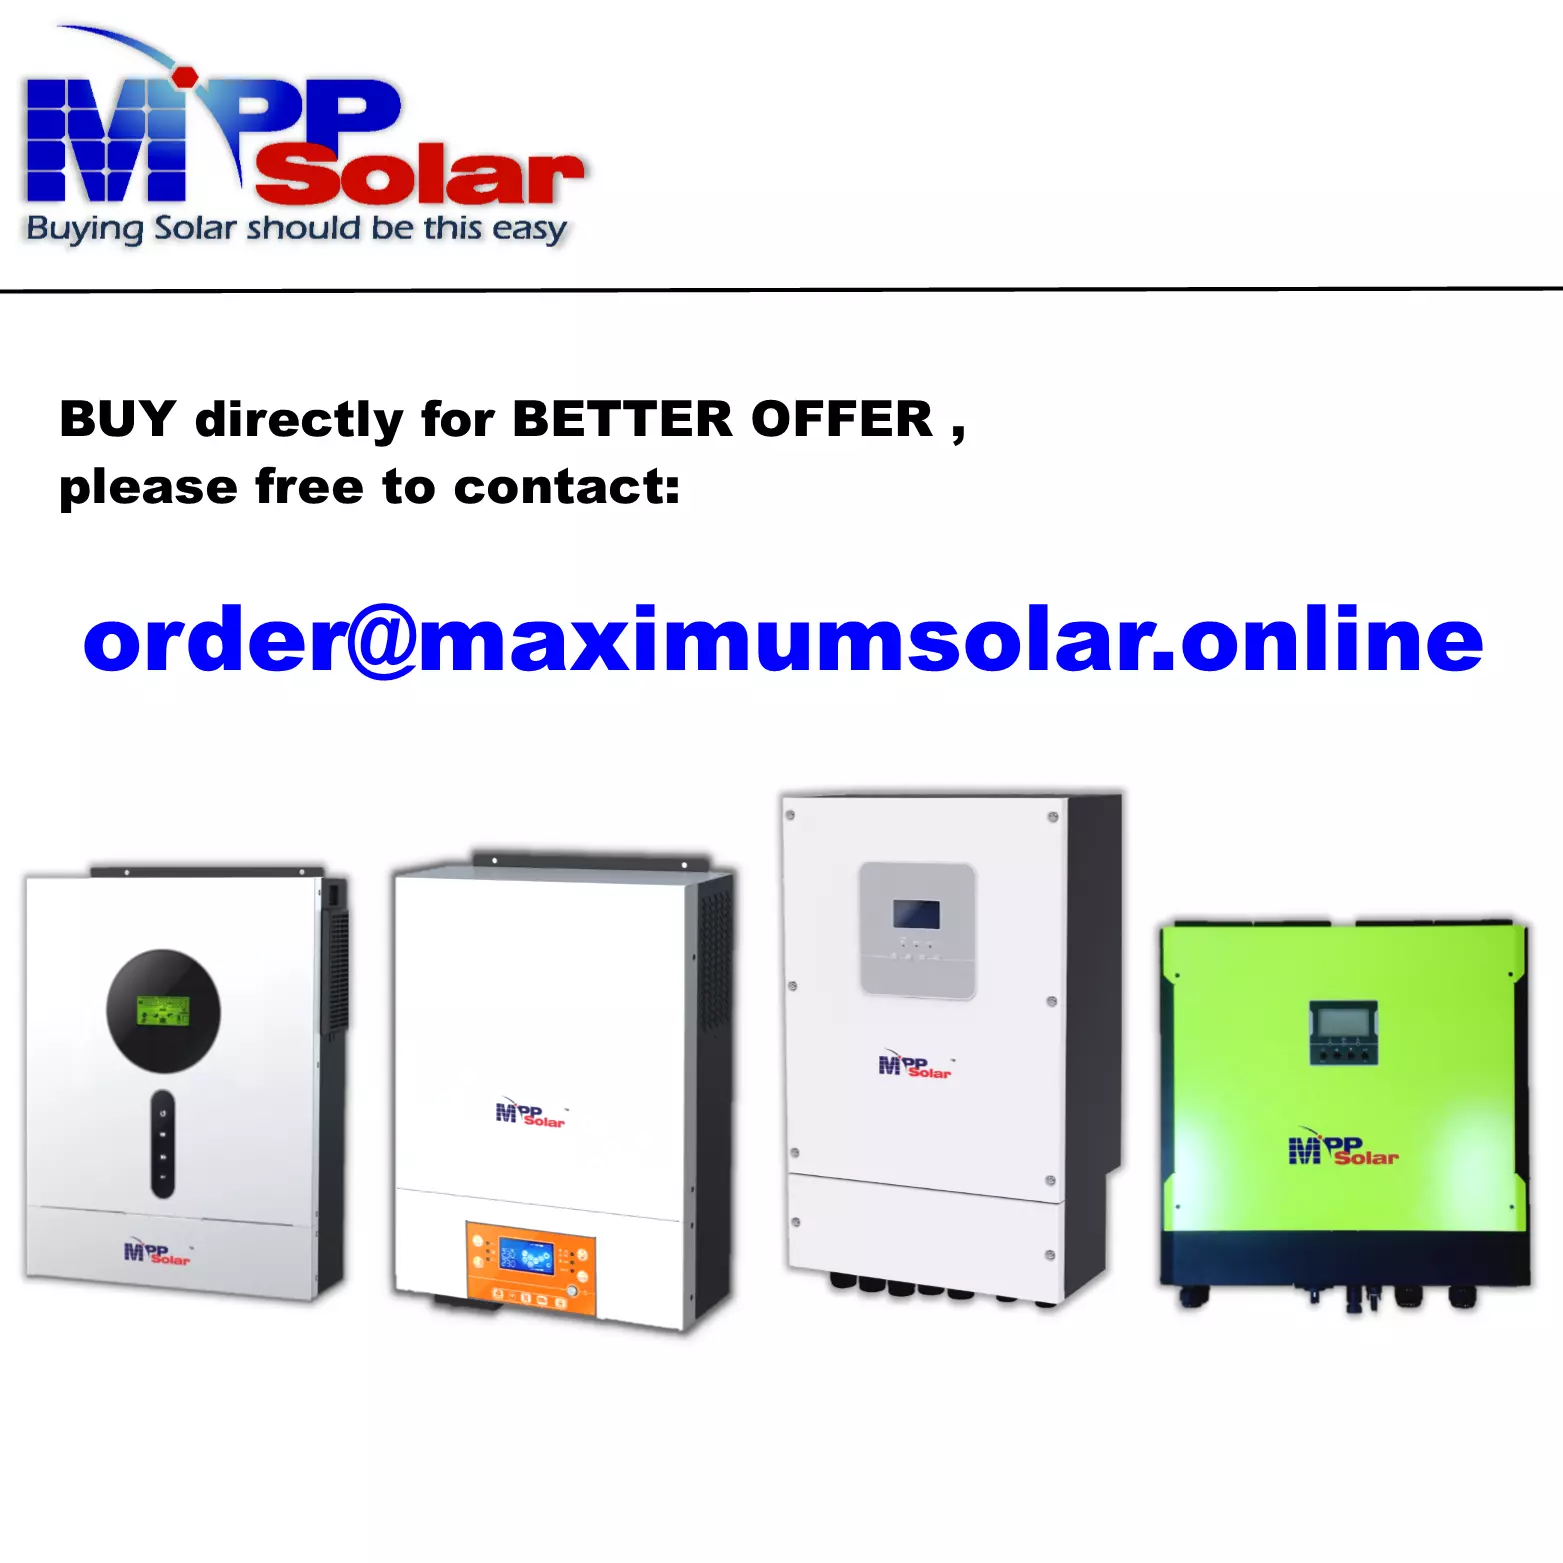 MPP
Solar
Buying Solar should be this easy
BUY directly for BETTER OFFER ,
please free to contact:
order@maximumsolar.online
MPP
Solar
MPP
Solar
MPP
Solar
MPP
Solar